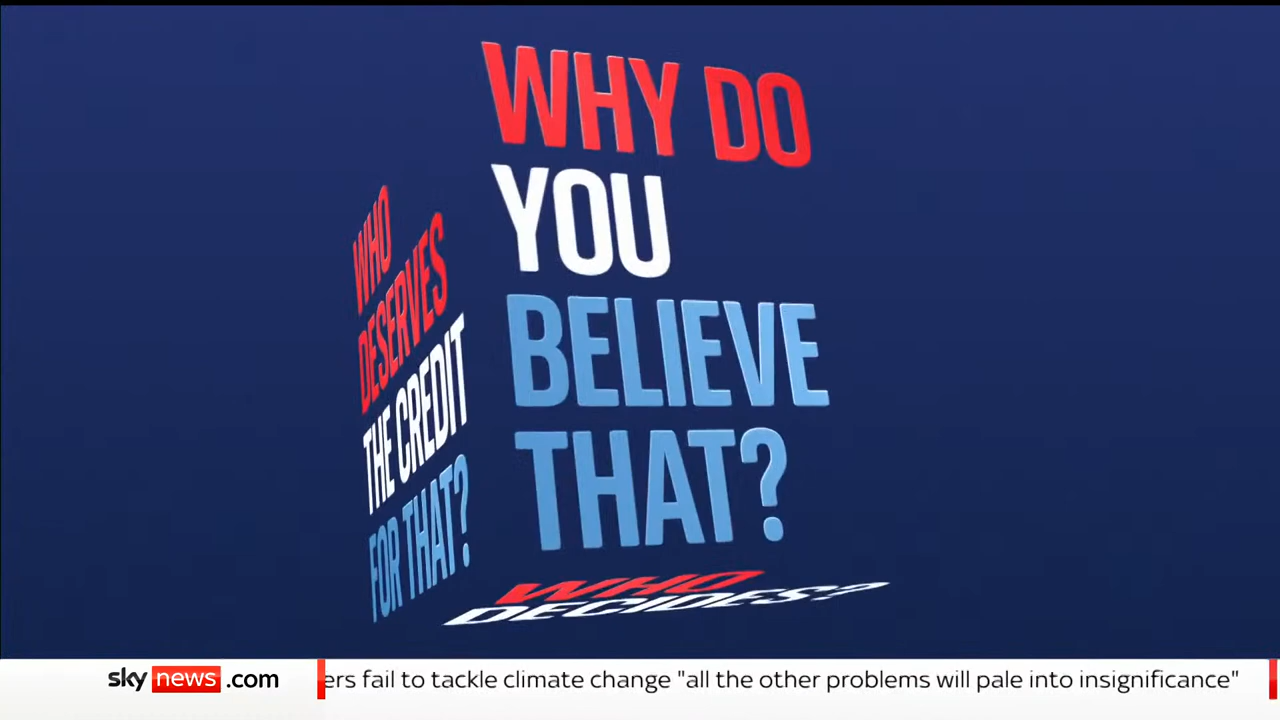 WHY DO
YOU
BELIEVE
THAT?
WHO
DESERVES
THE CREDIT
FOR THAT?
WHO
DECIDES?
sky news .com
ers fail to tackle climate change "all the other problems will pale into insignificance"